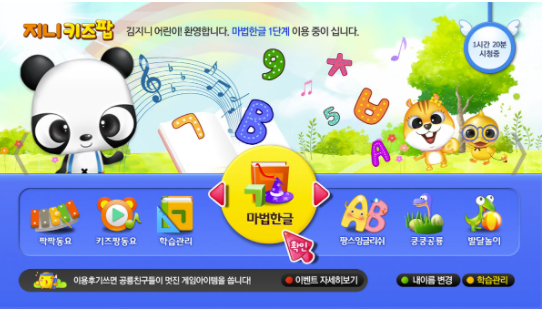 지니키즈팝
김지니 어린이! 환영합니다. 마법한글 1단계 이용 중이 십니다.
1시간 20분
시청중
9
ㅊ
ㄱ
B
5
ㅂ
A
짝짝동요
키즈팡동요
학습관리
마법한글
확인
AB
팡스잉글리쉬
쿵쿵공룡
발달놀이
이용후기쓰면 공룡친구들이 멋진 게임아이템을 쏩니다!
이벤트 자세히보기
내이름 변경
학습관리